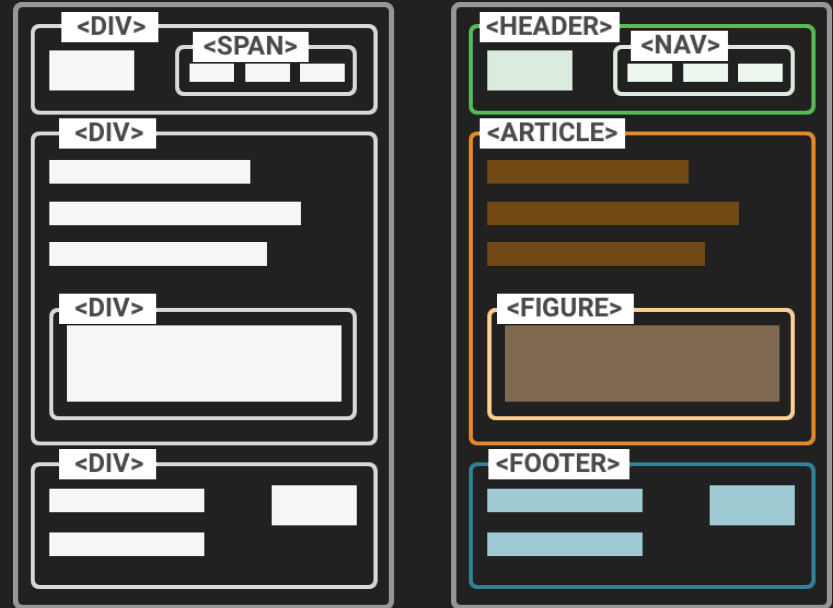 <DIV>
<SPAN>
<DIV>
<DIV>
<DIV>
<HEADER>
<NAV>
<ARTICLE>
<FIGURE>
<FOOTER>